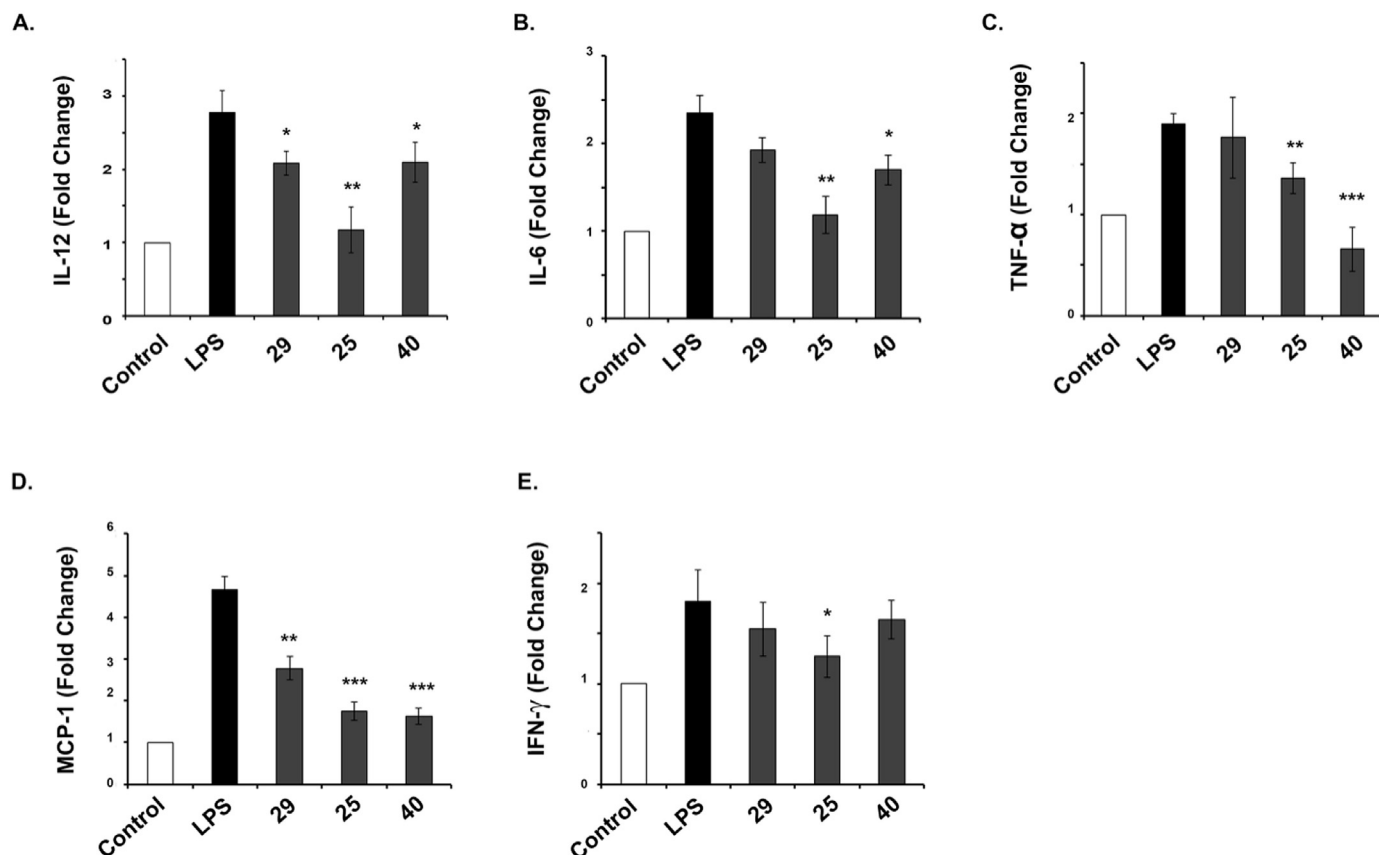 A.
IL-12 (Fold Change)
3
2
1
0
*
**
*
Control
LPS
29
25
40
B.
IL-6 (Fold Change)
3
2
1
0
**
*
Control
LPS
29
25
40
C.
TNF-α (Fold Change)
2
1
0
**
***
Control
LPS
29
25
40
D.
MCP-1 (Fold Change)
6
5
4
3
2
1
0
**
***
***
Control
LPS
29
25
40
E.
IFN-γ (Fold Change)
2
1
0
*
Control
LPS
29
25
40